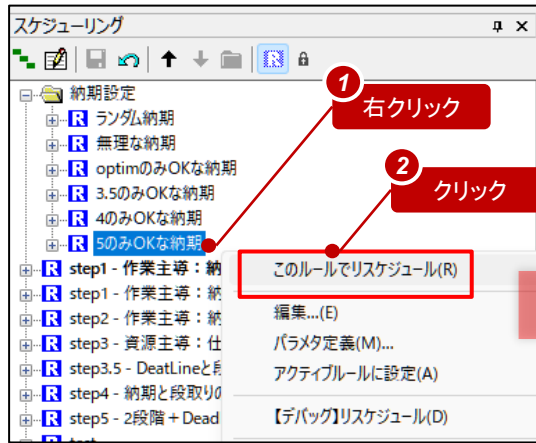 スケジューリング
納期設定
ランダム納期
無理な納期
optimのみOKな納期
3.5のみOKな納期
4のみOKな納期
5のみOKな納期
1
右クリック
2
クリック
step1 - 作業主導：納
step1 - 作業主導：納
step2 - 作業主導：納
step3 - 資源主導：仕
step3.5 - DeatLineと
step4 - 納期と段取りの
step5 - 2段階＋Dead
このルールでリスケジュール(R)
編集...(E)
パラメタ定義(M)...
アクティブルールに設定(A)
【デバッグ】リスケジュール(D)